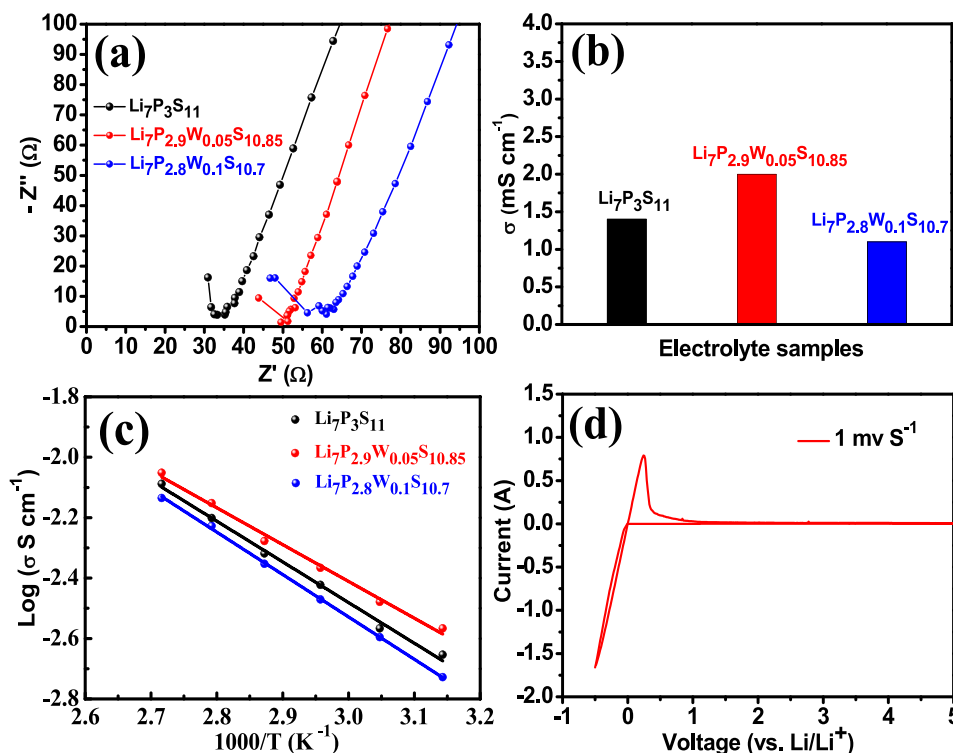 (a)
Li7P3S11
Li7P2.9W0.05S10.85
Li7P2.8W0.1S10.7
- Z'' (Ω)
100
90
80
70
60
50
40
30
20
10
0
0 10 20 30 40 50 60 70 80 90 100
Z' (Ω)
(b)
σ (mS cm-1)
4.0
3.5
3.0
2.5
2.0
1.5
1.0
0.5
0.0
Li7P3S11
Li7P2.9W0.05S10.85
Li7P2.8W0.1S10.7
Electrolyte samples
(c)
Li7P3S11
Li7P2.9W0.05S10.85
Li7P2.8W0.1S10.7
Log (σ S cm-1)
-1.8
-2.0
-2.2
-2.4
-2.6
-2.8
2.6 2.7 2.8 2.9 3.0 3.1 3.2
1000/T (K-1)
(d)
1 mv S-1
Current (A)
1.5
1.0
0.5
0.0
-0.5
-1.0
-1.5
-2.0
-1 0 1 2 3 4 5
Voltage (vs. Li/Li+)